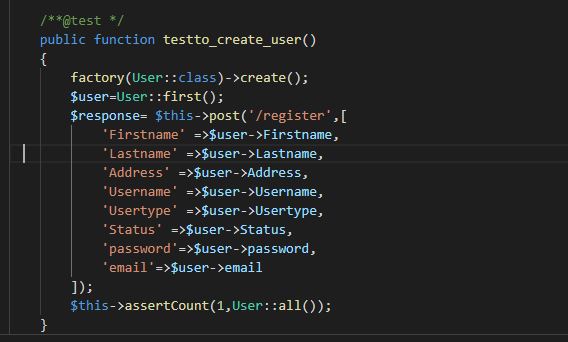 /**@test */
public function testto_create_user()
{
factory(User::class)->create();
$user=User::first();
$response= $this->post('/register',[
'Firstname' =>$user->Firstname,
'Lastname' =>$user->Lastname,
'Address' =>$user->Address,
'Username' =>$user->Username,
'Usertype' =>$user->Usertype,
'Status' =>$user->Status,
'password'=>$user->password,
'email'=>$user->email
]);
$this->assertCount(1,User::all());
}